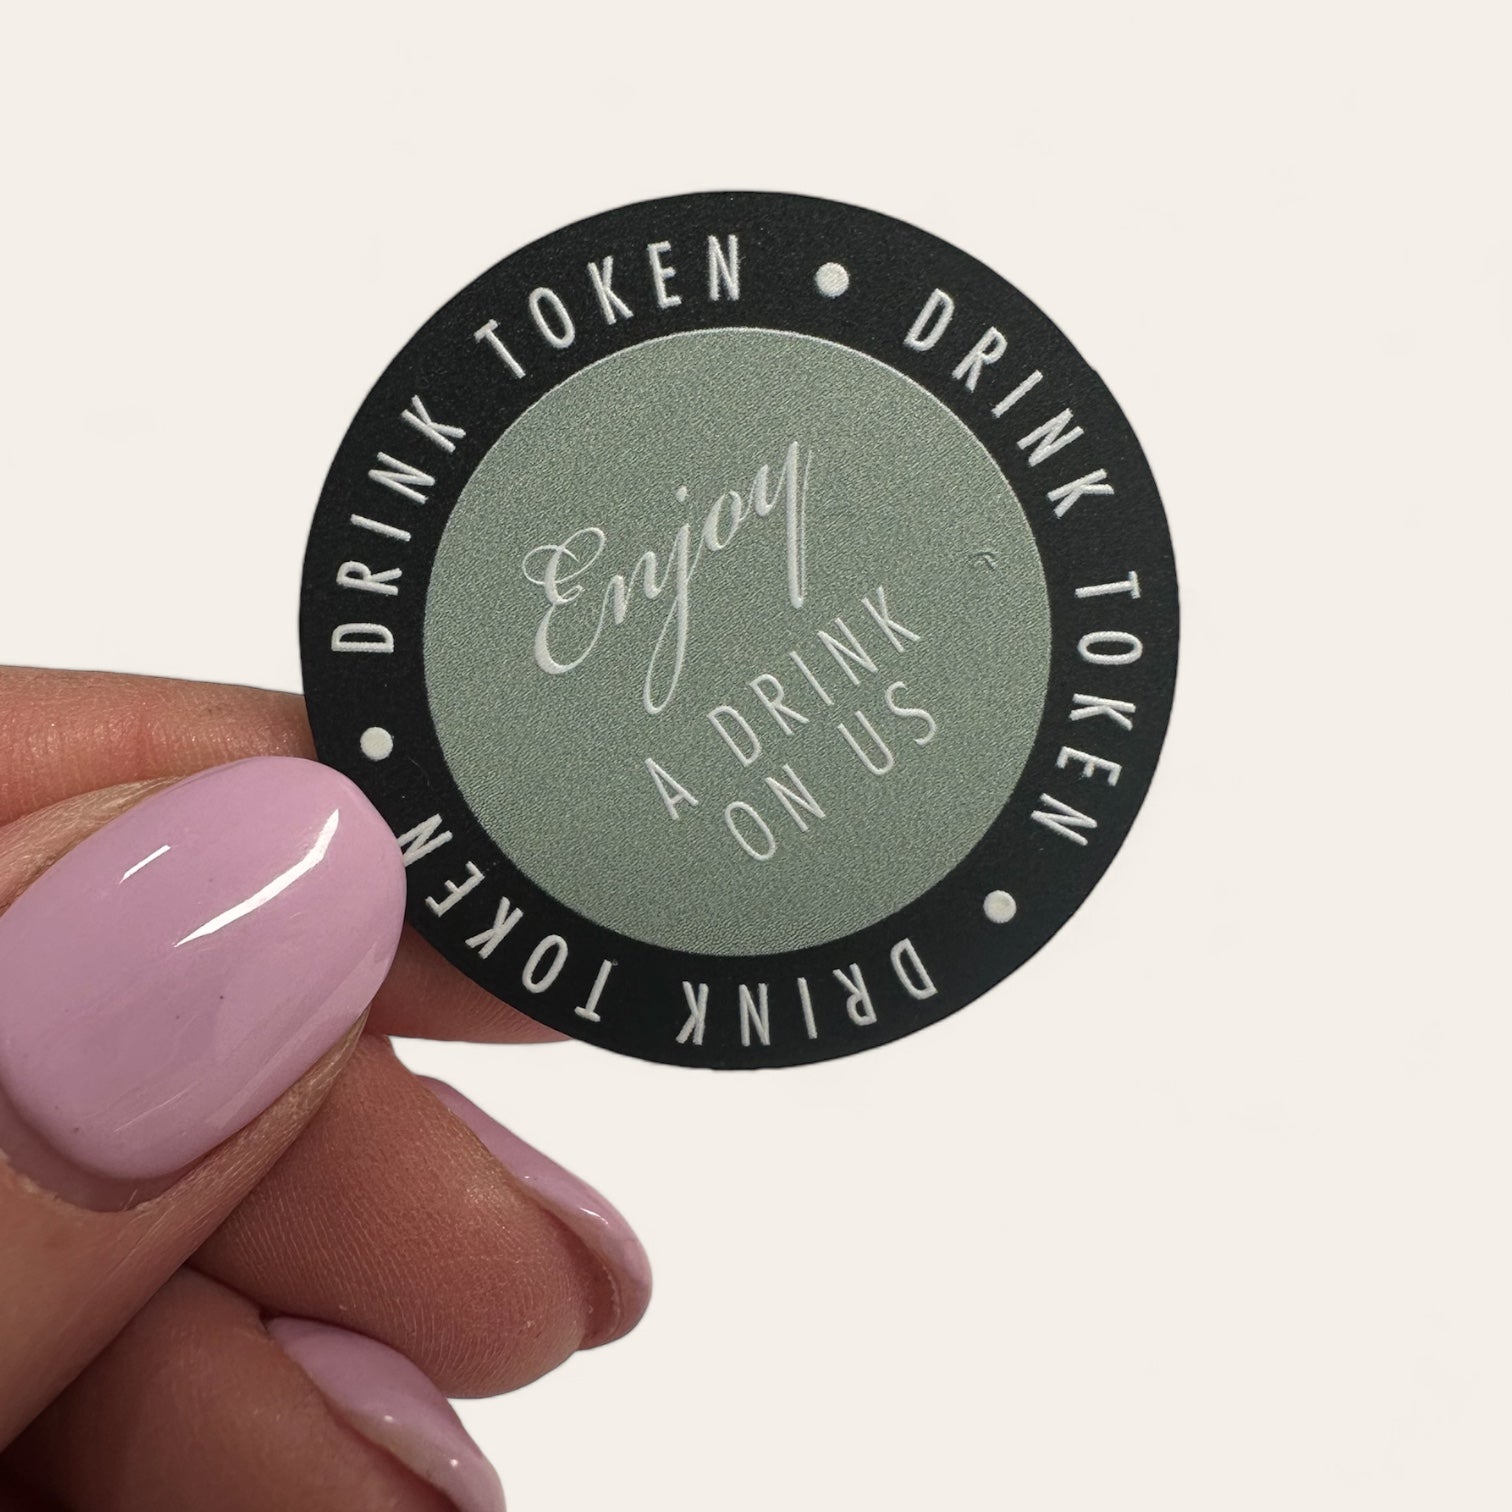 DRINK TOKEN • DRINK TOKEN • DRINK TOKEN •
Enjoy
A DRINK
ON US